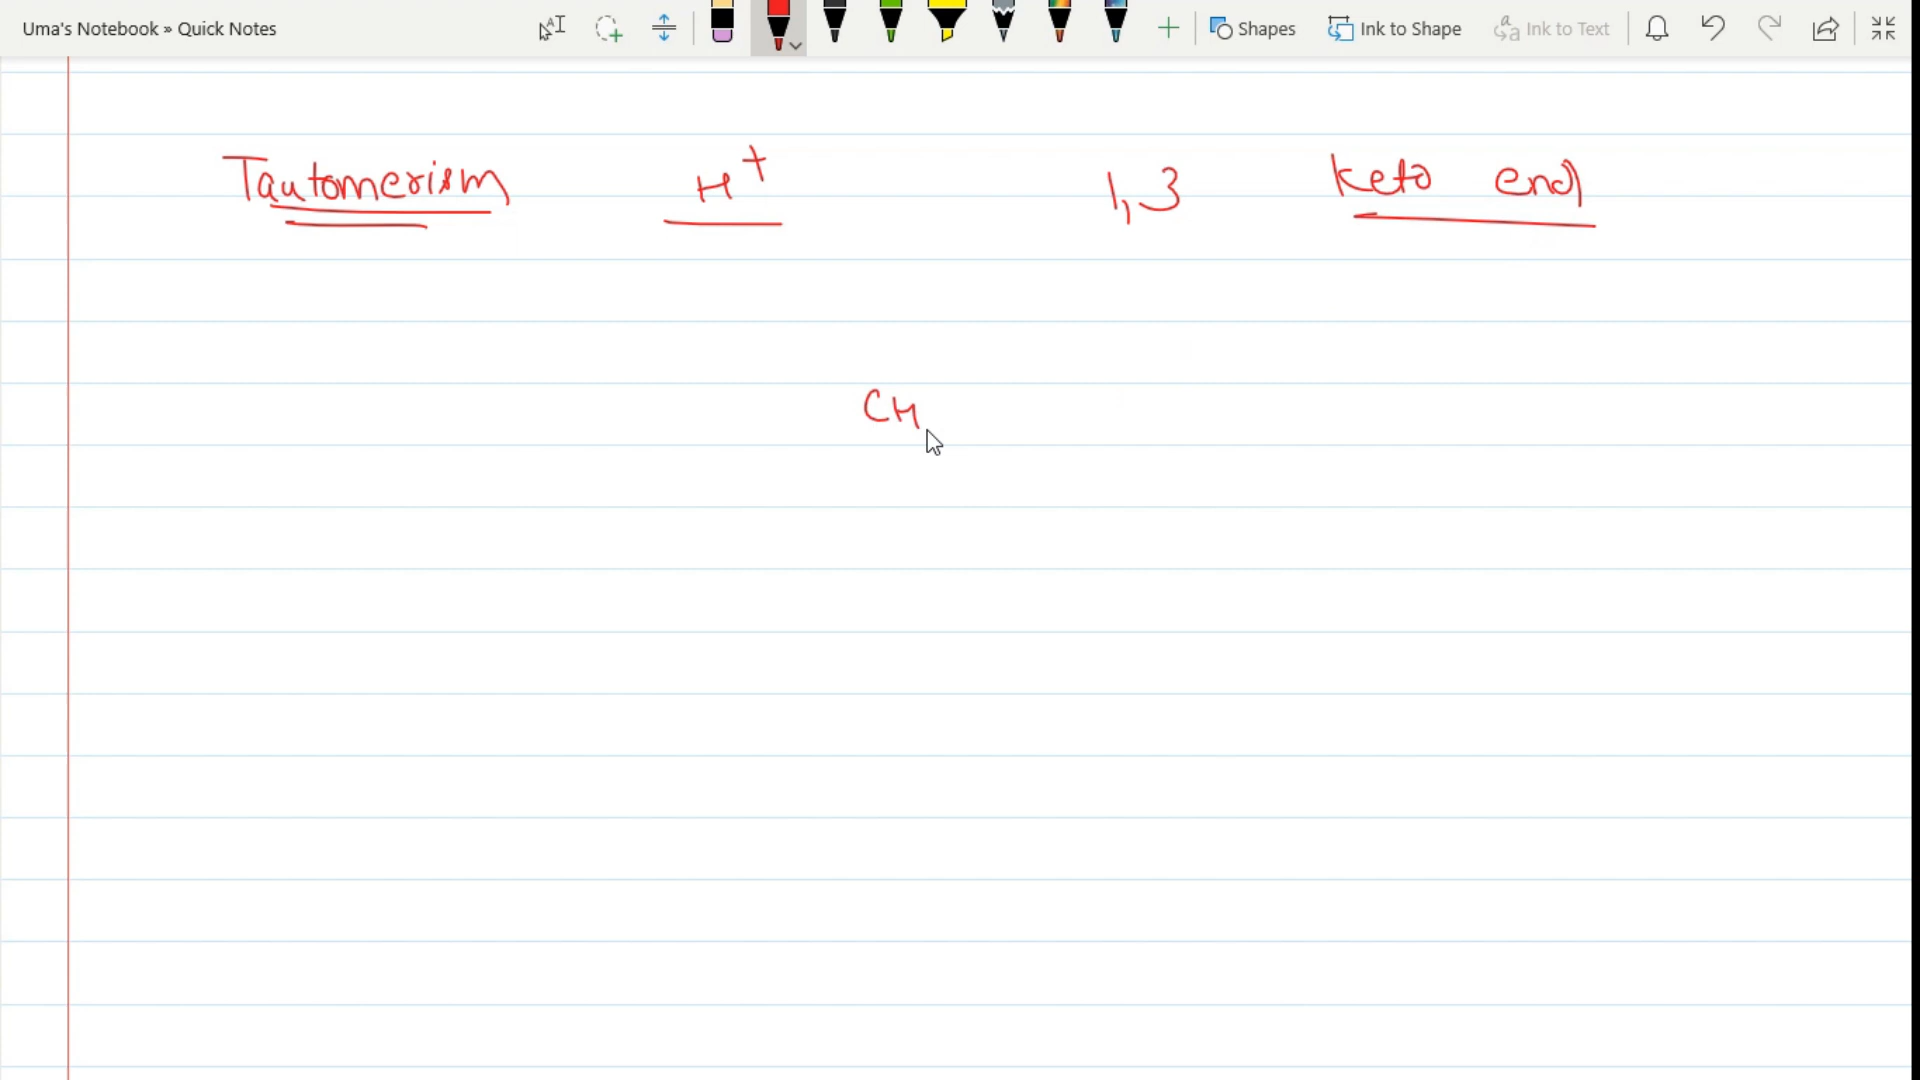 Uma's Notebook » Quick Notes Shapes Ink to Shape Ink to Text
Tautomerism H+ 1,3 Keto enol
CH